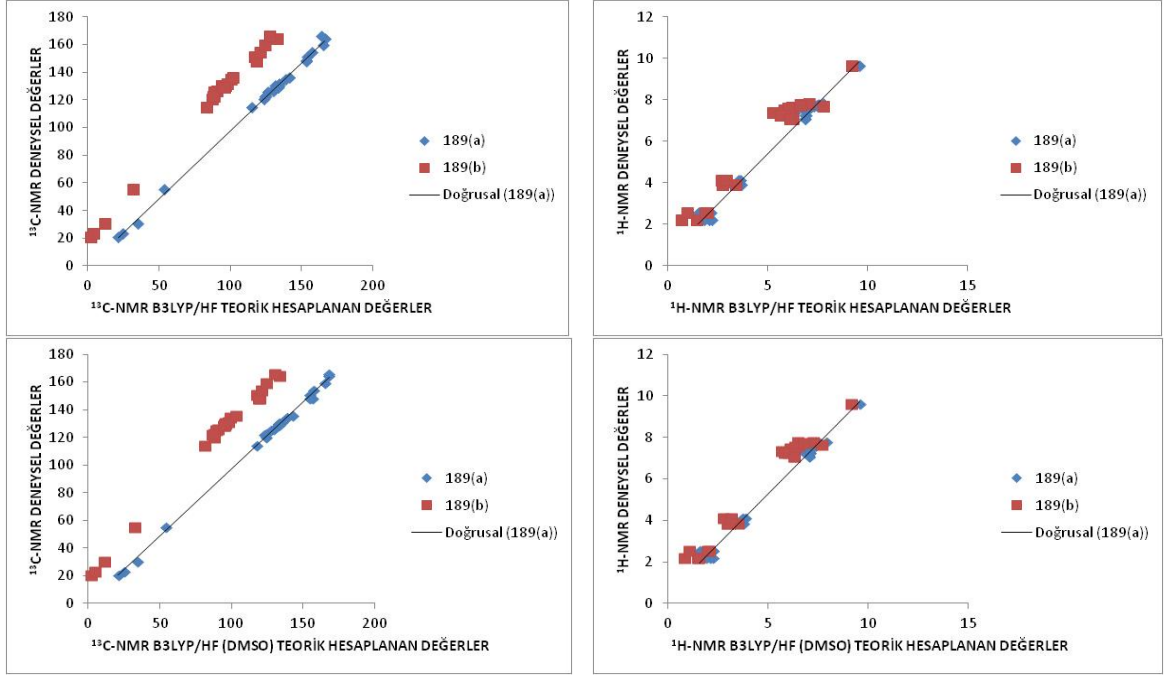 180
160
140
120
100
80
60
40
20
0
0 50 100 150 200
¹³C-NMR DENEYSEL DEĞERLER
¹³C-NMR B3LYP/HF TEORİK HESAPLANAN DEĞERLER
189(a)
189(b)
Doğrusal (189(a))
12
10
8
6
4
2
0
0 5 10 15
¹H-NMR DENEYSEL DEĞERLER
¹H-NMR B3LYP/HF TEORİK HESAPLANAN DEĞERLER
189(a)
189(b)
Doğrusal (189(a))
180
160
140
120
100
80
60
40
20
0
0 50 100 150 200
¹³C-NMR DENEYSEL DEĞERLER
¹³C-NMR B3LYP/HF (DMSO) TEORİK HESAPLANAN DEĞERLER
189(a)
189(b)
Doğrusal (189(a))
12
10
8
6
4
2
0
0 5 10 15
¹H-NMR DENEYSEL DEĞERLER
¹H-NMR B3LYP/HF (DMSO) TEORİK HESAPLANAN DEĞERLER
189(a)
189(b)
Doğrusal (189(a))